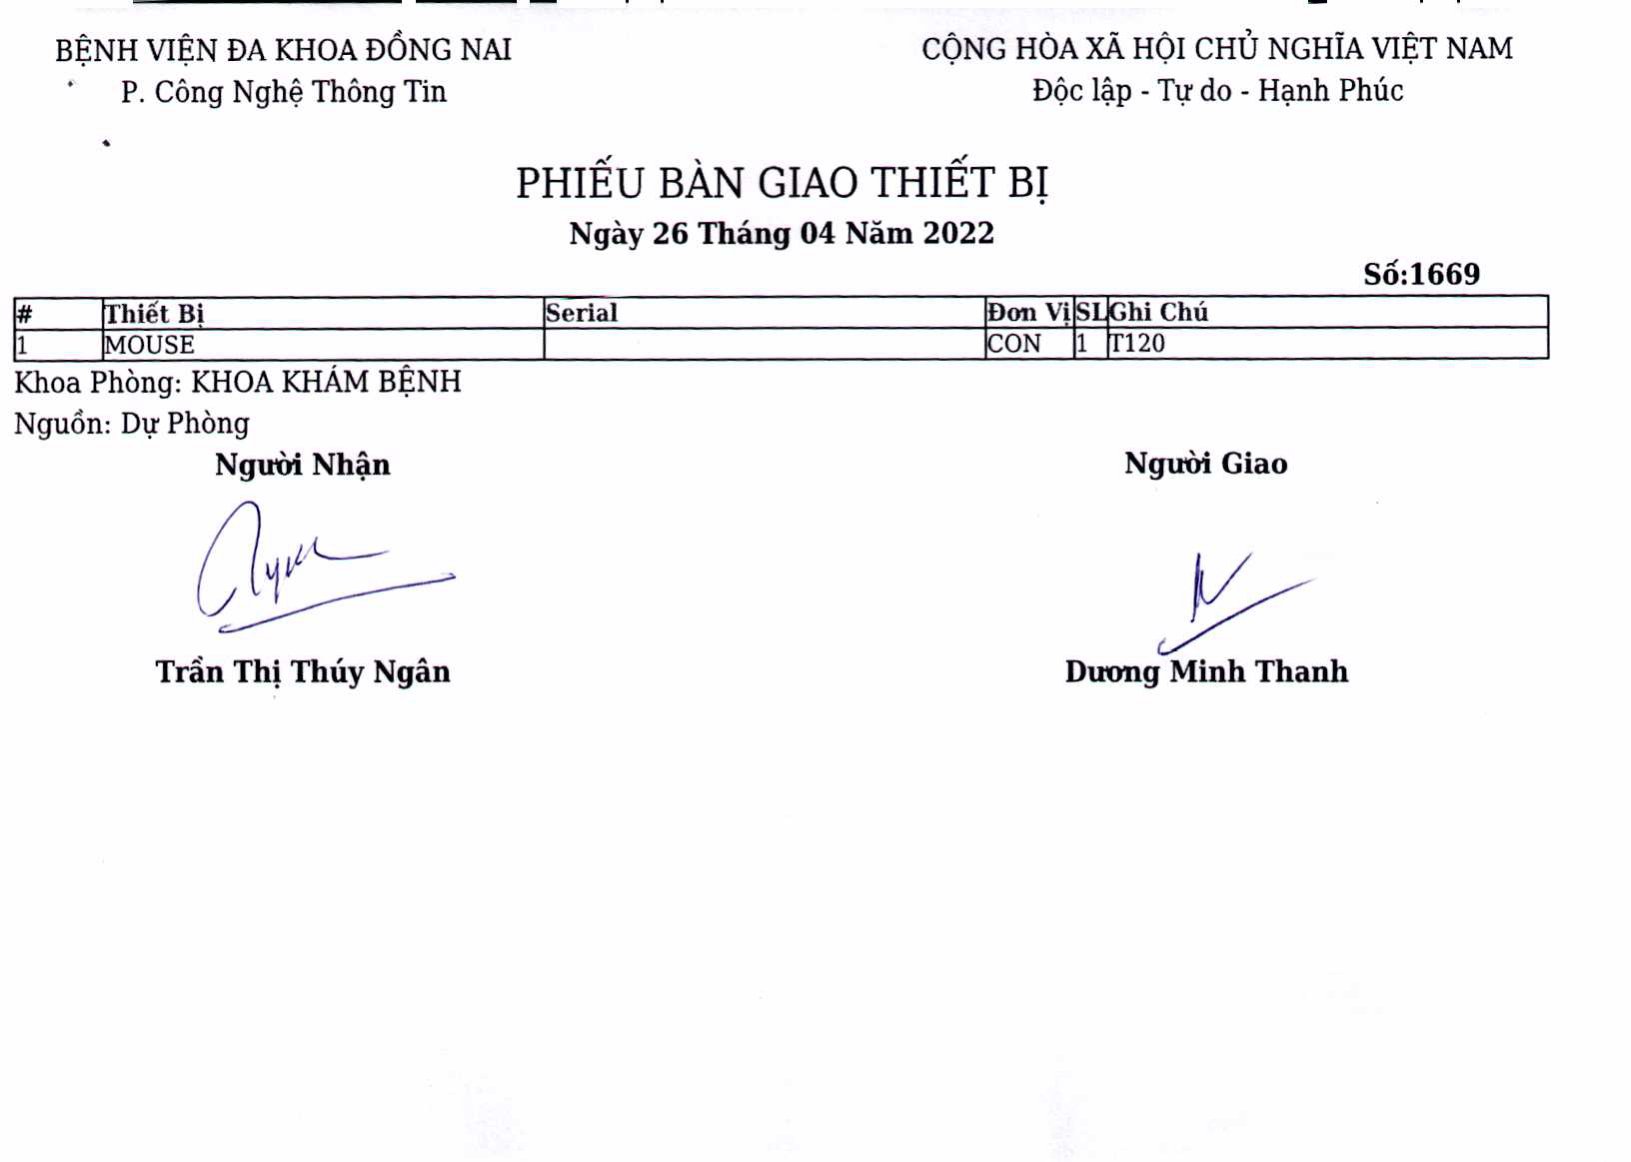 BỆNH VIỆN ĐA KHOA ĐỒNG NAI
P. Công Nghệ Thông Tin
CỘNG HÒA XÃ HỘI CHỦ NGHĨA VIỆT NAM
Độc lập - Tự do - Hạnh Phúc
PHIẾU BÀN GIAO THIẾT BỊ
Ngày 26 Tháng 04 Năm 2022
Số:1669
# Thiết Bị Serial Đơn Vị SL Ghi Chú
1 MOUSE CON 1 T120
Khoa Phòng: KHOA KHÁM BỆNH
Nguồn: Dự Phòng
Người Nhận Người Giao
Trần Thị Thúy Ngân Dương Minh Thanh